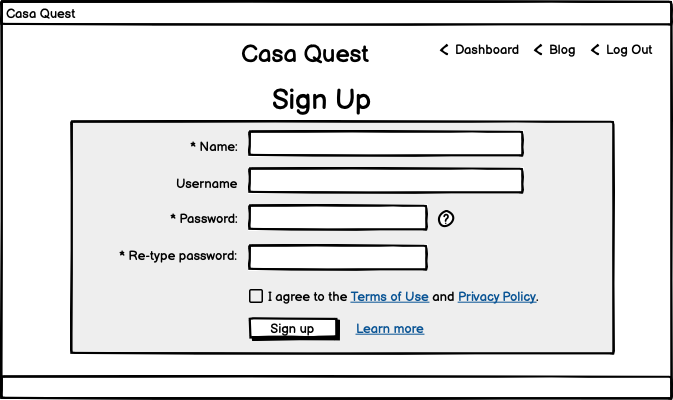 Casa Quest
Casa Quest
< Dashboard < Blog < Log Out
Sign Up
* Name:
Username
* Password: ?
* Re-type password:
I agree to the Terms of Use and Privacy Policy.
Sign up Learn more